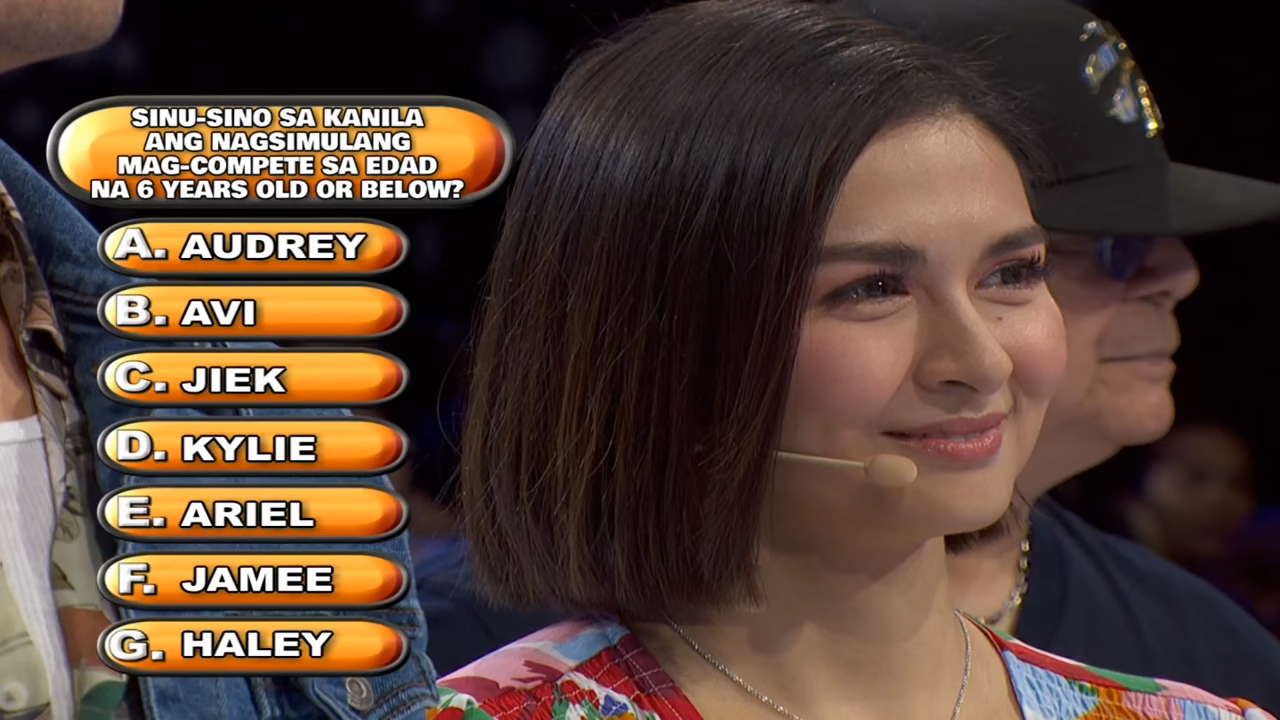 SINU-SINO SA KANILA
ANG NAGSIMULANG
MAG-COMPETE SA EDAD
NA 6 YEARS OLD OR BELOW?
A. AUDREY
B. AVI
C. JIEK
D. KYLIE
E. ARIEL
F. JAMEE
G. HALEY